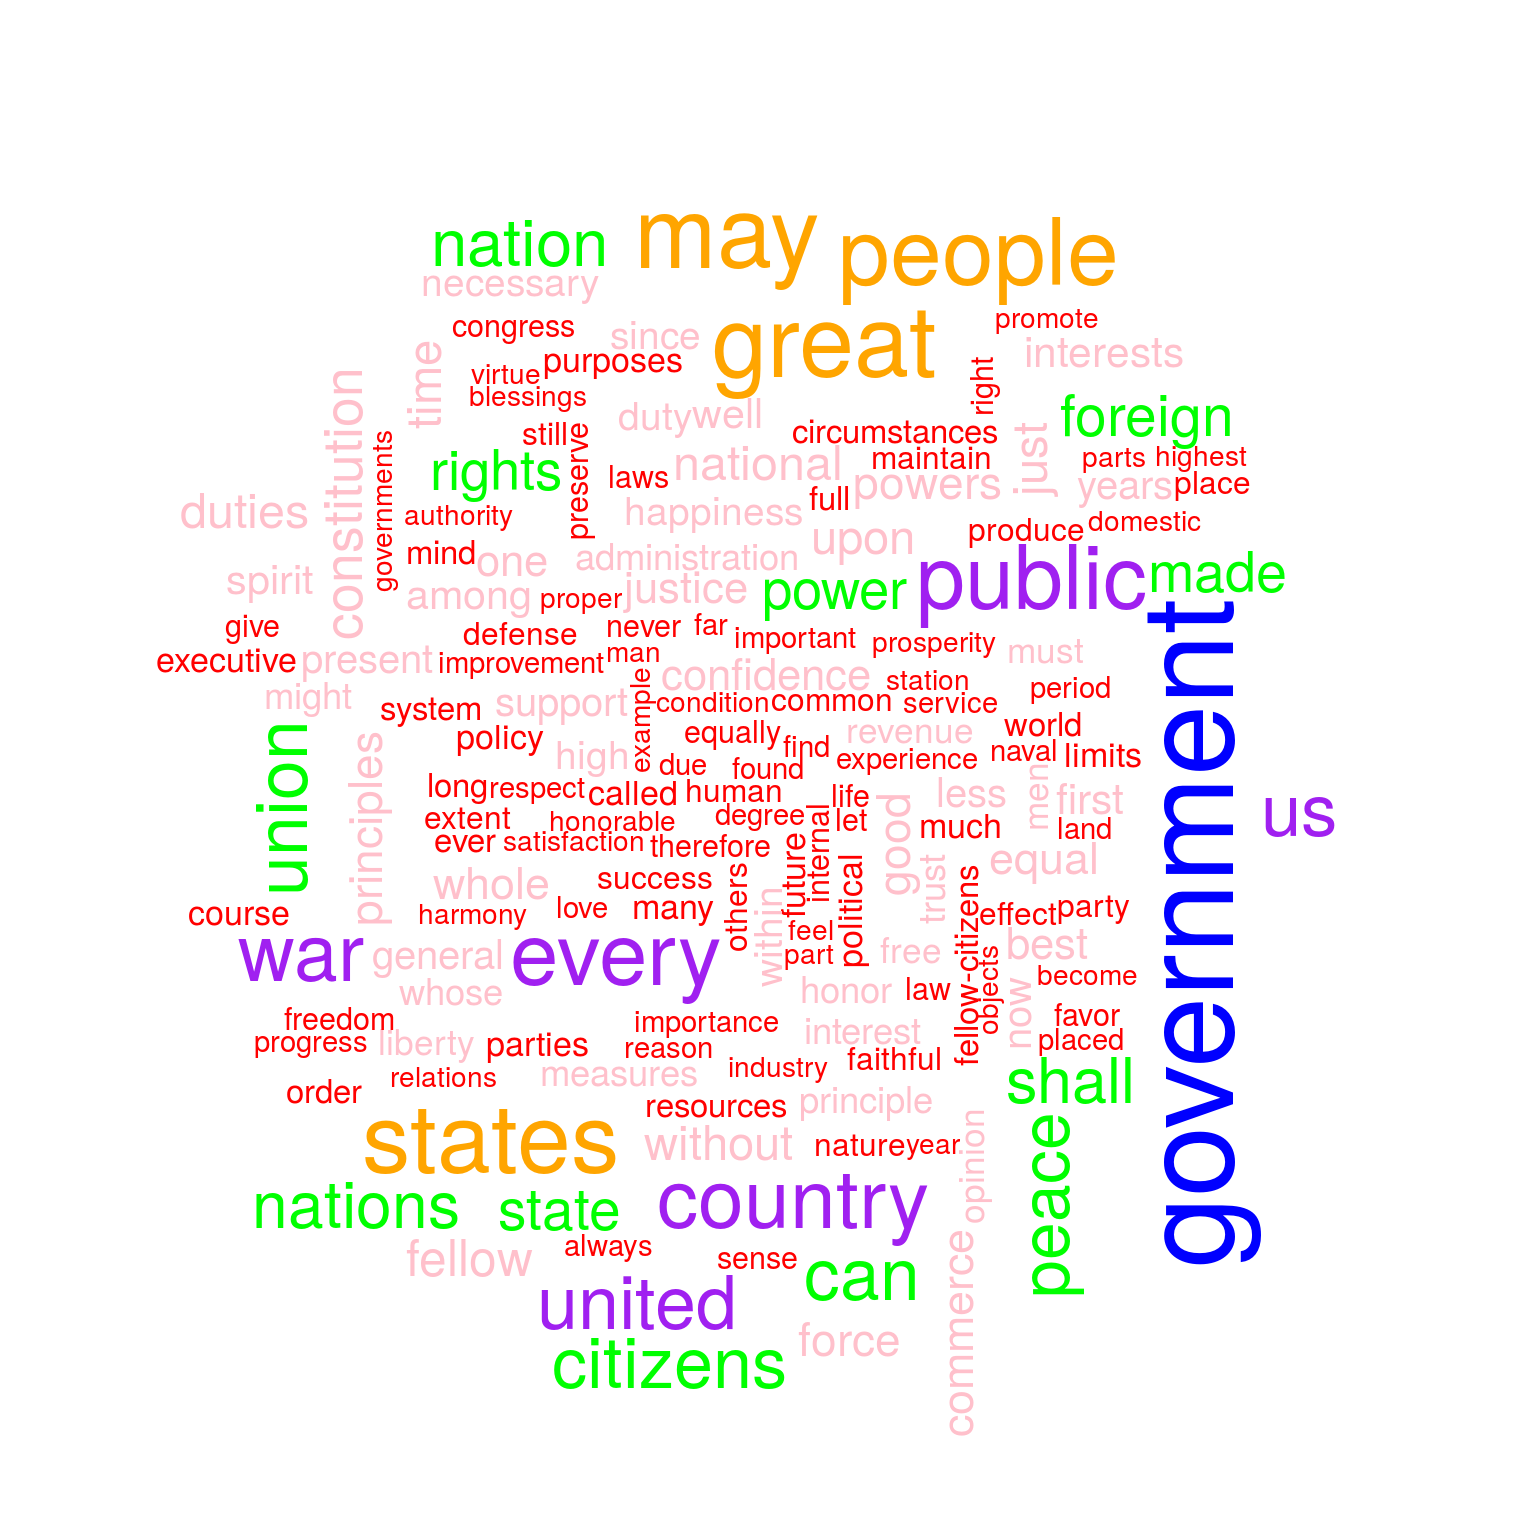 may
nation
people
necessary
great
congress
since
promote
time
purposes
interests
virtue
right
blessings
constitution
duty
well
foreign
still
circumstances
just
governments
rights
preserve
laws
national
maintain
parts
highest
duties
authority
happiness
full
powers
years
place
mind
one
administration
upon
produce
domestic
spirit
among
proper
justice
power
public
made
give
defense
never
far
important
prosperity
must
government
executive
present
improvement
man
confidence
station
might
system
support
example
condition
common
service
period
union
policy
equally
revenue
world
principles
high
due
found
find
experience
naval
limits
long
respect
called
human
life
good
less
men
first
us
extent
honorable
degree
internal
let
much
land
ever
satisfaction
therefore
future
political
trust
equal
whole
success
others
within
fellow-citizens
course
harmony
love
many
feel
effect
party
war
general
every
part
free
objects
best
whose
honor
law
now
become
freedom
importance
interest
favor
progress
liberty
parties
reason
faithful
placed
order
relations
measures
industry
shall
resources
principle
peace
states
without
nature
year
opinion
nations
state
country
fellow
always
sense
can
commerce
united
force
citizens